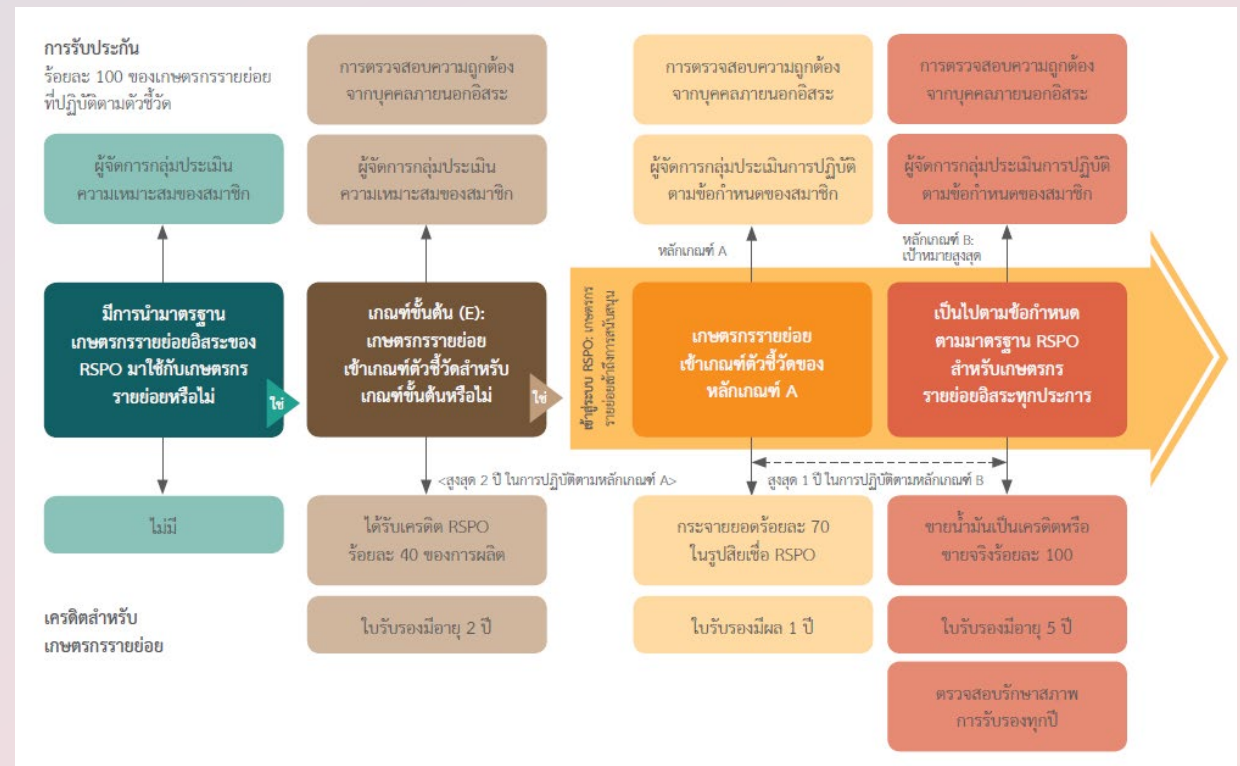 การรับประกัน
ร้อยละ 100 ของเกษตรกรรายย่อย
ที่ปฏิบัติตามตัวชี้วัด
การตรวจสอบความถูกต้อง
จากบุคคลภายนอกอิสระ
การตรวจสอบความถูกต้อง
จากบุคคลภายนอกอิสระ
การตรวจสอบความถูกต้อง
จากบุคคลภายนอกอิสระ
ผู้จัดการกลุ่มประเมิน
ความเหมาะสมของสมาชิก
ผู้จัดการกลุ่มประเมิน
ความเหมาะสมของสมาชิก
ผู้จัดการกลุ่มประเมินการปฏิบัติ
ตามข้อกำหนดของสมาชิก
ผู้จัดการกลุ่มประเมินการปฏิบัติ
ตามข้อกำหนดของสมาชิก
หลักเกณฑ์ A
หลักเกณฑ์ B:
เป้าหมายสูงสุด
มีการนำมาตรฐาน
เกษตรกรรายย่อยอิสระของ
RSPO มาใช้กับเกษตรกร
รายย่อยหรือไม่
ใช่
เกณฑ์ขั้นต้น (E):
เกษตรกรรายย่อย
เข้าเกณฑ์ตัวชี้วัดสำหรับ
เกณฑ์ขั้นต้นหรือไม่
ใช่
เข้าสู่ระบบ RSPO: เกษตรกร
รายย่อยเข้าถึงการสนับสนุน
เกษตรกรรายย่อย
เข้าเกณฑ์ตัวชี้วัดของ
หลักเกณฑ์ A
เป็นไปตามข้อกำหนด
ตามมาตรฐาน RSPO
สำหรับเกษตรกร
รายย่อยอิสระทุกประการ
<สูงสุด 2 ปี ในการปฏิบัติตามหลักเกณฑ์ A>
สูงสุด 1 ปี ในการปฏิบัติตามหลักเกณฑ์ B
ไม่มี
ได้รับเครดิต RSPO
ร้อยละ 40 ของการผลิต
กระจายยอดร้อยละ 70
ในรูปสินเชื่อ RSPO
ขายน้ำมันเป็นเครดิตหรือ
ขายจริงร้อยละ 100
เครดิตสำหรับ
เกษตรกรรายย่อย
ใบรับรองมีอายุ 2 ปี
ใบรับรองมีผล 1 ปี
ใบรับรองมีอายุ 5 ปี
ตรวจสอบรักษาสภาพ
การรับรองทุกปี